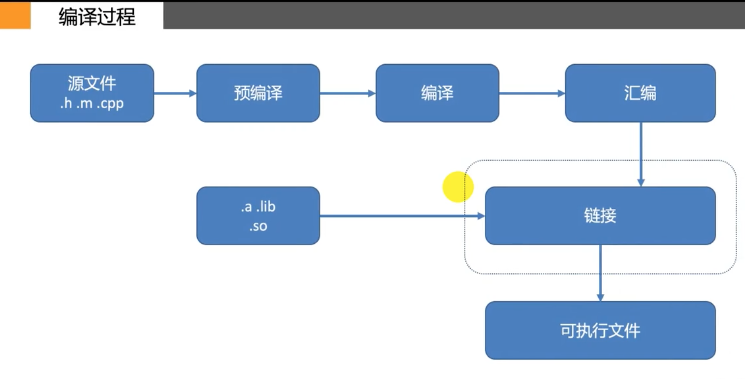 编译过程
源文件
.h .m .cpp
预编译
编译
汇编
.a .lib
.so
链接
可执行文件